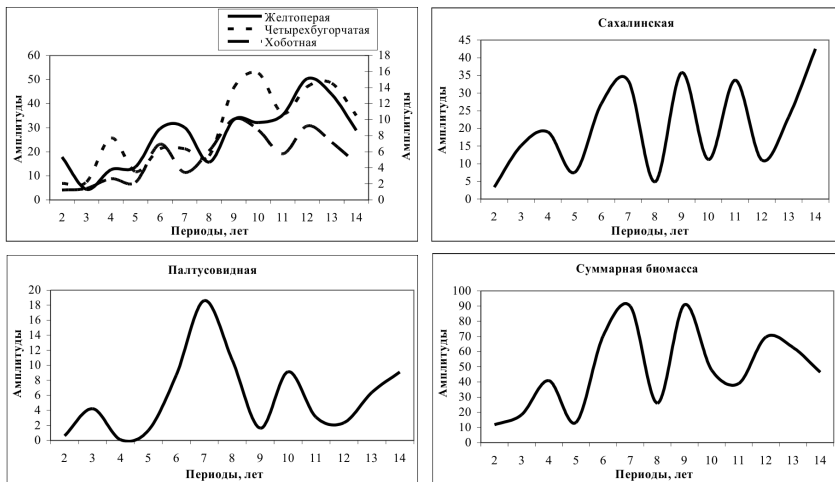 Желтоперая
Четырехбугорчатая
Хоботная
Амплитуды
60
50
40
30
20
10
0
18
16
14
12
10
8
6
4
2
0
Амплитуды
2 3 4 5 6 7 8 9 10 11 12 13 14
Периоды, лет
Сахалинская
Амплитуды
45
40
35
30
25
20
15
10
5
0
2 3 4 5 6 7 8 9 10 11 12 13 14
Периоды, лет
Палтусовидная
Амплитуды
20
18
16
14
12
10
8
6
4
2
0
2 3 4 5 6 7 8 9 10 11 12 13 14
Периоды, лет
Суммарная биомасса
Амплитуды
100
90
80
70
60
50
40
30
20
10
0
2 3 4 5 6 7 8 9 10 11 12 13 14
Периоды, лет